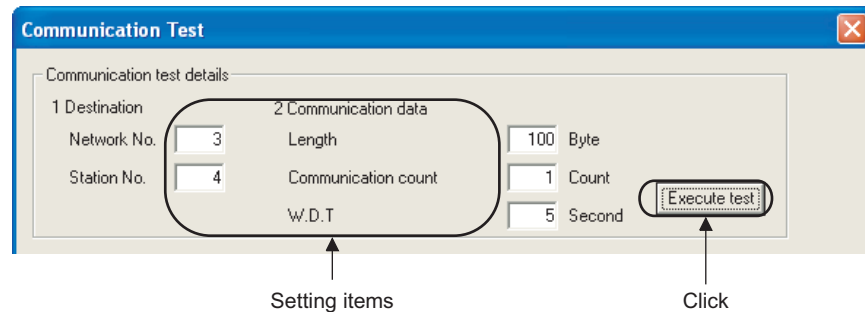 Communication Test
Communication test details
1 Destination
2 Communication data
Network No. 3
Length 100 Byte
Station No. 4
Communication count 1 Count
W.D.T 5 Second
Execute test
Setting items
Click